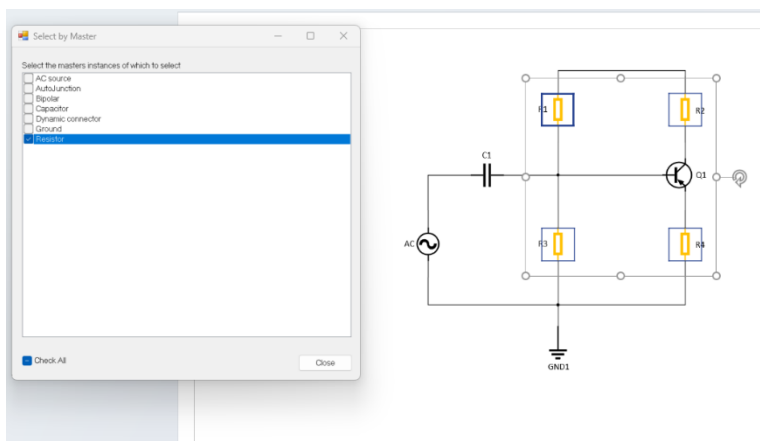 Select by Master
Select the masters instances of which to select
AC source
AutoJunction
Bipolar
Capacitor
Dynamic connector
Ground
Resistor
Check All
Close
R1
R2
C1
Q1
AC
R3
R4
GND1